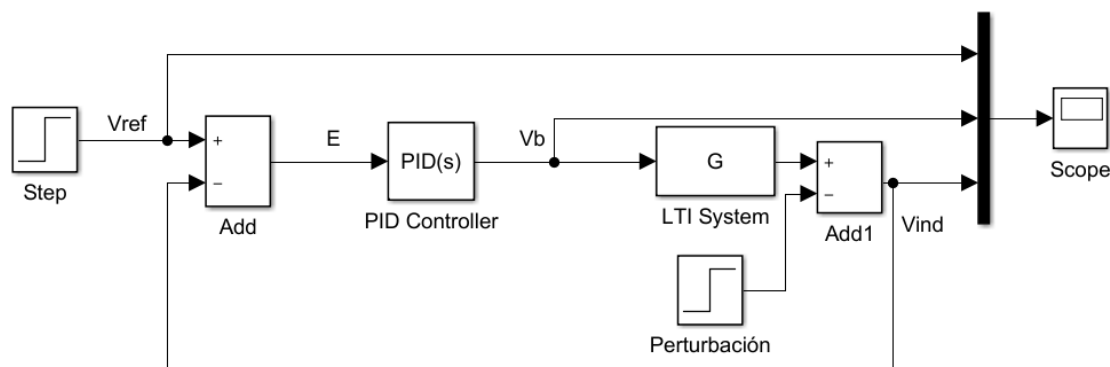 Step
Vref
+
−
Add
E
PID(s)
PID Controller
Vb
G
LTI System
+
−
Add1
Vind
Perturbación
Scope